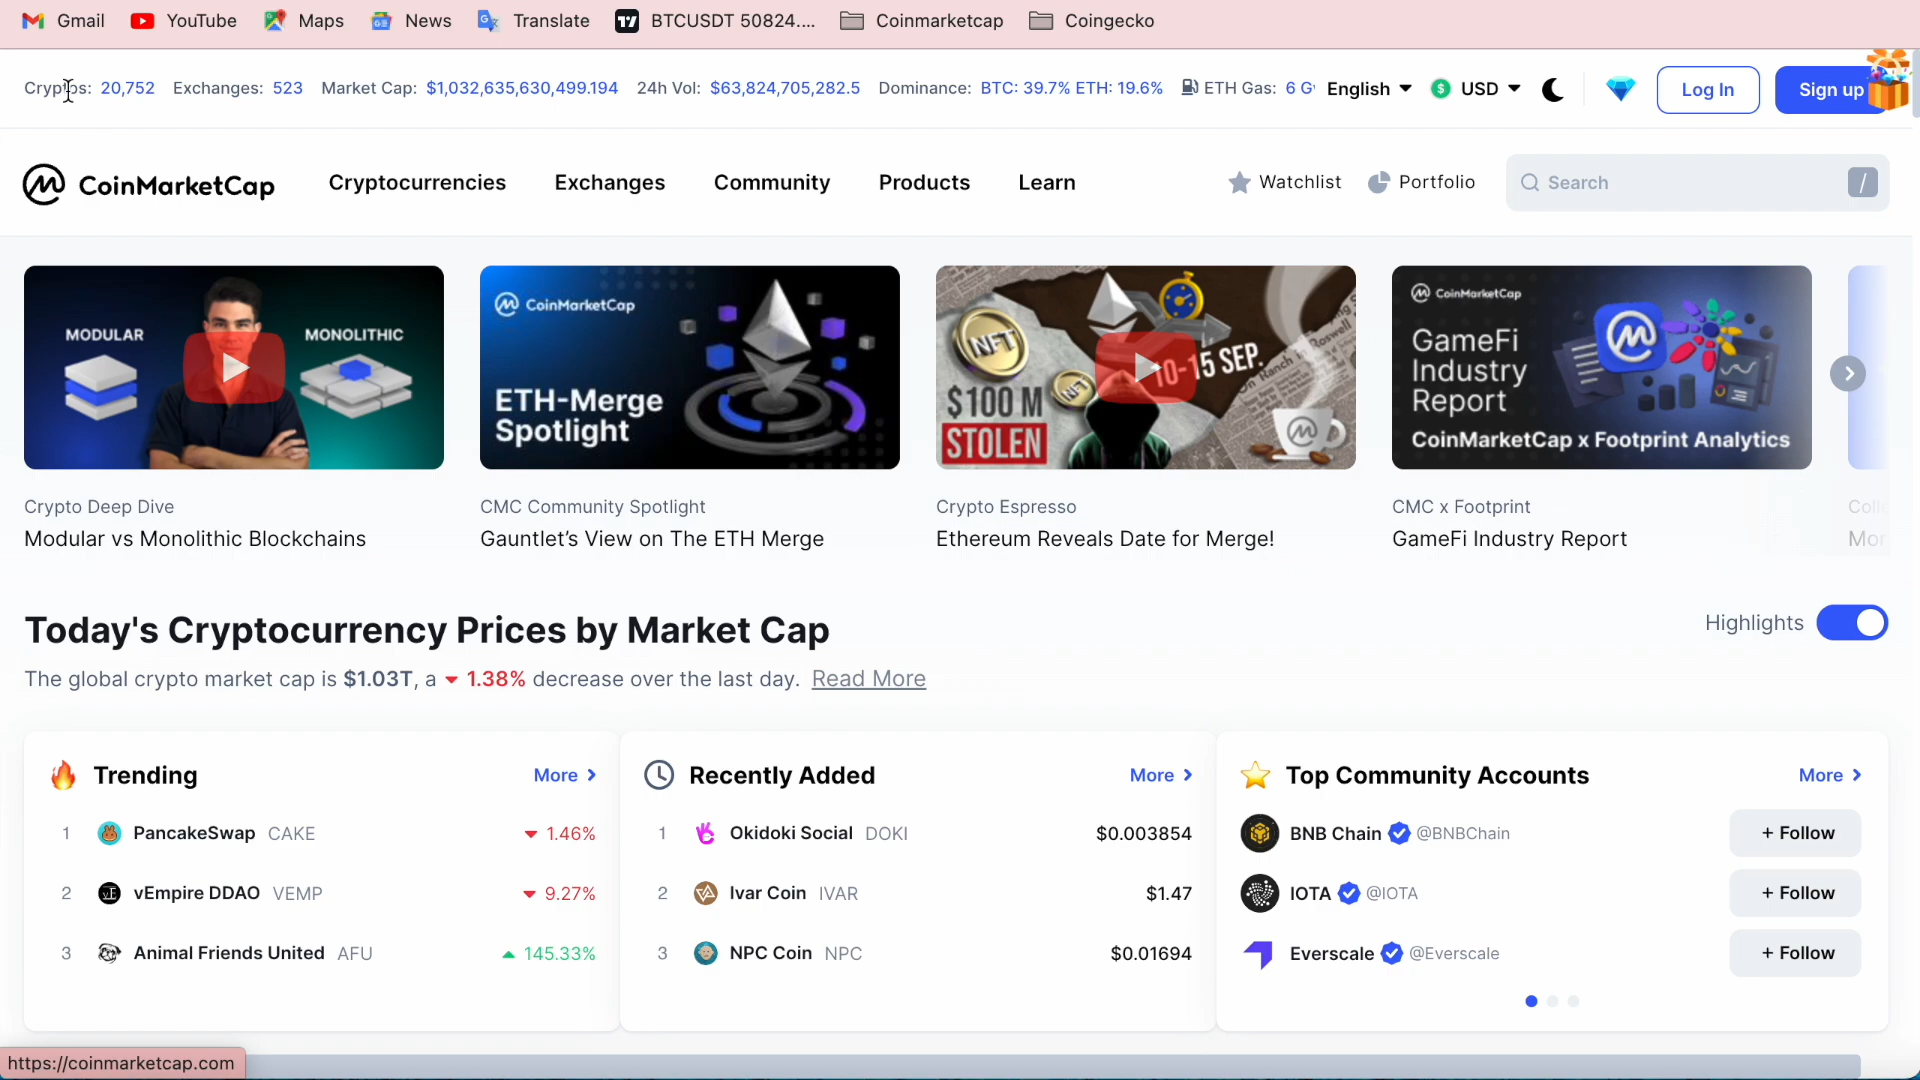 Gmail YouTube Maps News Translate BTCUSDT 50824.... Coinmarketcap Coingecko
Cryptos: 20,752 Exchanges: 523 Market Cap: $1,032,635,630,499.194 24h Vol: $63,824,705,282.5 Dominance: BTC: 39.7% ETH: 19.6% ETH Gas: 6 English USD Log In Sign up
CoinMarketCap Cryptocurrencies Exchanges Community Products Learn Watchlist Portfolio Search /
MODULAR MONOLITHIC
CoinMarketCap
ETH-Merge
Spotlight
NFT
NFT
10-15 SEP.
$100 M
STOLEN
CoinMarketCap
GameFi
Industry
Report
CoinMarketCap x Footprint Analytics
Crypto Deep Dive
Modular vs Monolithic Blockchains
CMC Community Spotlight
Gauntlet’s View on The ETH Merge
Crypto Espresso
Ethereum Reveals Date for Merge!
CMC x Footprint
GameFi Industry Report
Today's Cryptocurrency Prices by Market Cap
Highlights
The global crypto market cap is $1.03T, a 1.38% decrease over the last day. Read More
Trending More
1 PancakeSwap CAKE 1.46%
2 vEmpire DDAO VEMP 9.27%
3 Animal Friends United AFU 145.33%
Recently Added More
1 Okidoki Social DOKI $0.003854
2 Ivar Coin IVAR $1.47
3 NPC Coin NPC $0.01694
Top Community Accounts More
BNB Chain @BNBChain + Follow
IOTA @IOTA + Follow
Everscale @Everscale + Follow
https://coinmarketcap.com